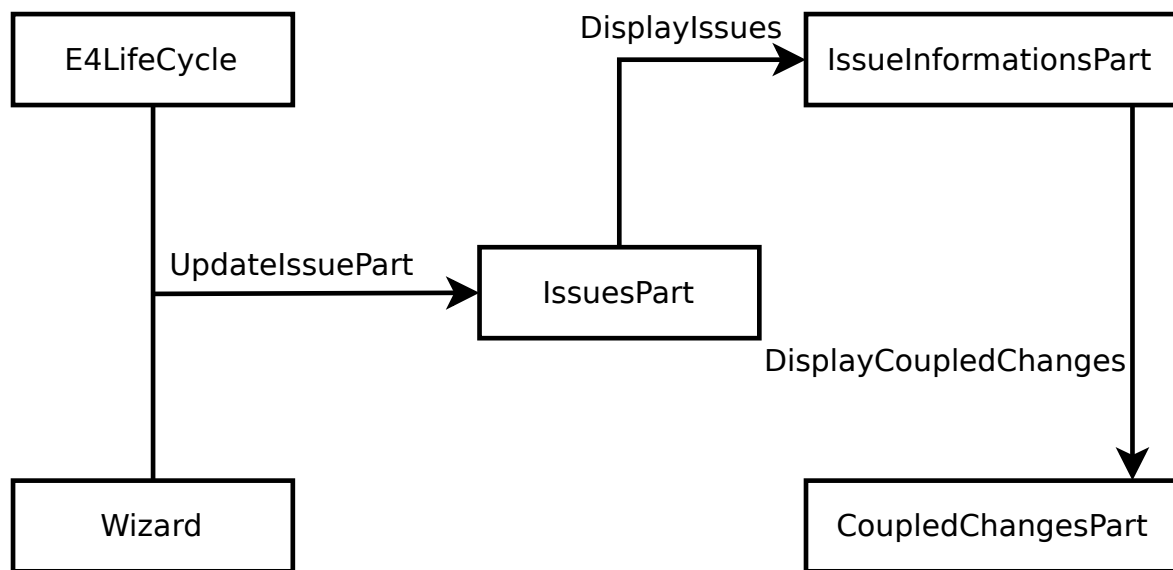 DisplayIssues
E4LifeCycle
IssueInformationsPart
UpdateIssuePart
IssuesPart
DisplayCoupledChanges
Wizard
CoupledChangesPart